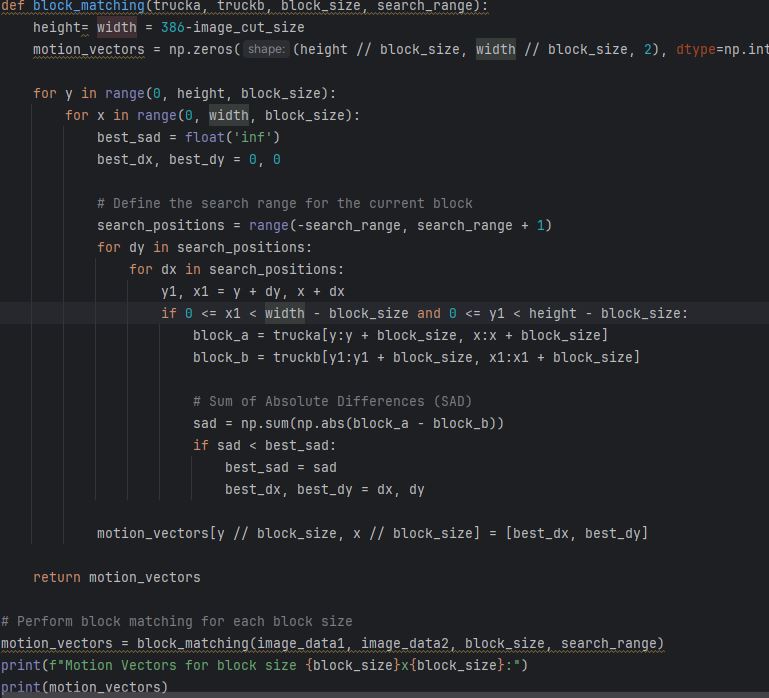 def block_matching(trucka, truckb, block_size, search_range):
    height= width = 386-image_cut_size
    motion_vectors = np.zeros( shape: (height // block_size, width // block_size, 2), dtype=np.int
    for y in range(0, height, block_size):
        for x in range(0, width, block_size):
            best_sad = float('inf')
            best_dx, best_dy = 0, 0
            # Define the search range for the current block
            search_positions = range(-search_range, search_range + 1)
            for dy in search_positions:
                for dx in search_positions:
                    y1, x1 = y + dy, x + dx
                    if 0 <= x1 < width - block_size and 0 <= y1 < height - block_size:
                        block_a = trucka[y:y + block_size, x:x + block_size]
                        block_b = truckb[y1:y1 + block_size, x1:x1 + block_size]
                        # Sum of Absolute Differences (SAD)
                        sad = np.sum(np.abs(block_a - block_b))
                        if sad < best_sad:
                            best_sad = sad
                            best_dx, best_dy = dx, dy
            motion_vectors[y // block_size, x // block_size] = [best_dx, best_dy]
    return motion_vectors
# Perform block matching for each block size
motion_vectors = block_matching(image_data1, image_data2, block_size, search_range)
print(f"Motion Vectors for block size {block_size}x{block_size}:")
print(motion_vectors)